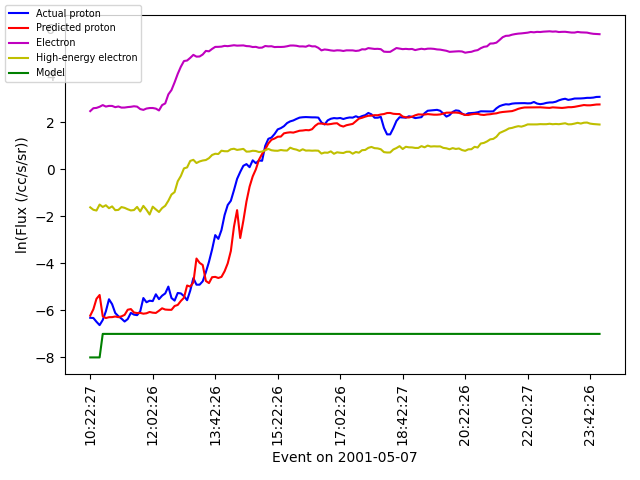 Actual proton
Predicted proton
Electron
High-energy electron
Model
2
0
−2
−4
−6
−8
ln(Flux (/cc/s/sr))
10:22:27
12:02:26
13:42:26
15:22:26
17:02:26
18:42:27
20:22:26
22:02:27
23:42:26
Event on 2001-05-07